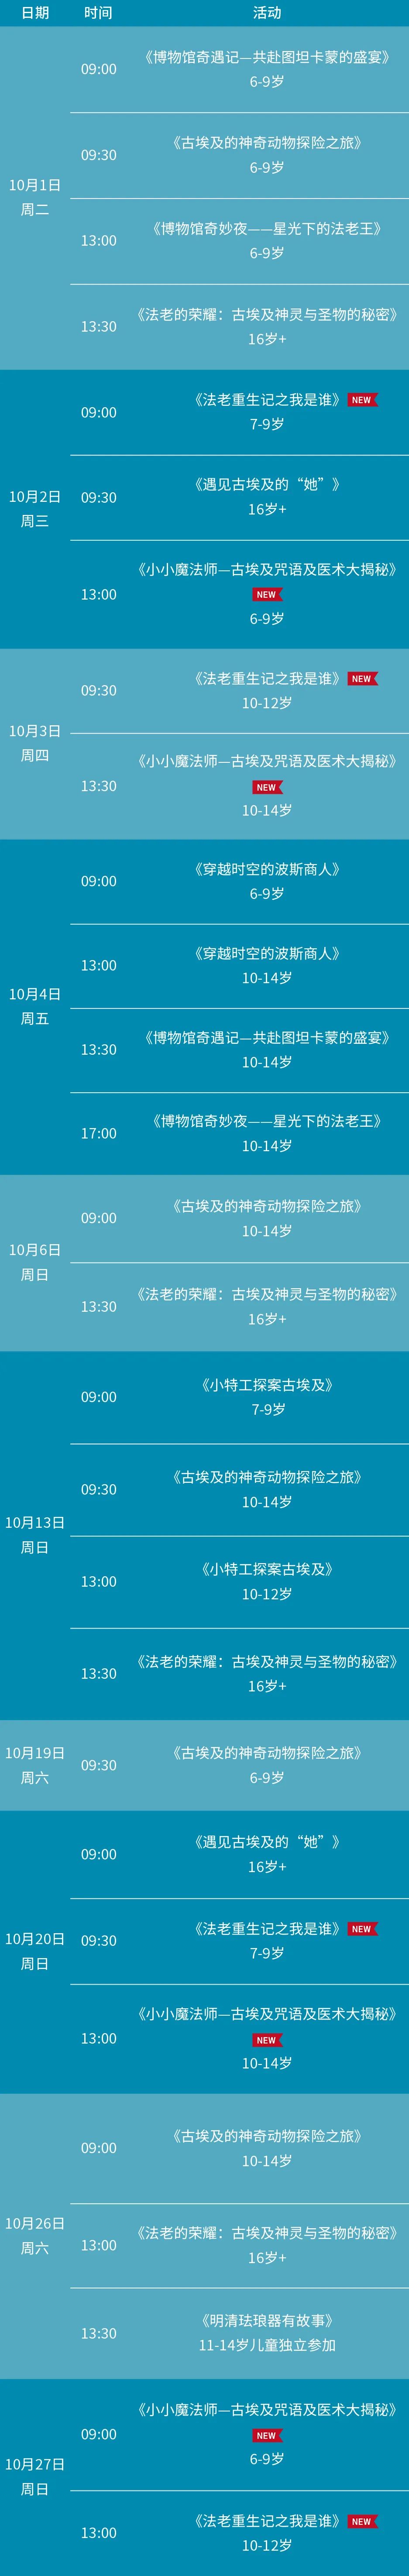 日期 时间 活动
10月1日
周二
09:00
《博物馆奇遇记—共赴图坦卡蒙的盛宴》
6-9岁
09:30
《古埃及的神奇动物探险之旅》
6-9岁
13:00
《博物馆奇妙夜——星光下的法老王》
6-9岁
13:30
《法老的荣耀：古埃及神灵与圣物的秘密》
16岁+
10月2日
周三
09:00
《法老重生记之我是谁》 NEW
7-9岁
09:30
《遇见古埃及的“她”》
16岁+
13:00
《小小魔法师—古埃及咒语及医术大揭秘》
NEW
6-9岁
10月3日
周四
09:30
《法老重生记之我是谁》 NEW
10-12岁
13:30
《小小魔法师—古埃及咒语及医术大揭秘》
NEW
10-14岁
10月4日
周五
09:00
《穿越时空的波斯商人》
6-9岁
13:00
《穿越时空的波斯商人》
10-14岁
13:30
《博物馆奇遇记—共赴图坦卡蒙的盛宴》
10-14岁
17:00
《博物馆奇妙夜——星光下的法老王》
10-14岁
10月6日
周日
09:00
《古埃及的神奇动物探险之旅》
10-14岁
13:30
《法老的荣耀：古埃及神灵与圣物的秘密》
16岁+
10月13日
周日
09:00
《小特工探案古埃及》
7-9岁
09:30
《古埃及的神奇动物探险之旅》
10-14岁
13:00
《小特工探案古埃及》
10-12岁
13:30
《法老的荣耀：古埃及神灵与圣物的秘密》
16岁+
10月19日
周六
09:30
《古埃及的神奇动物探险之旅》
6-9岁
10月20日
周日
09:00
《遇见古埃及的“她”》
16岁+
09:30
《法老重生记之我是谁》 NEW
7-9岁
13:00
《小小魔法师—古埃及咒语及医术大揭秘》
NEW
10-14岁
10月26日
周六
09:00
《古埃及的神奇动物探险之旅》
10-14岁
13:00
《法老的荣耀：古埃及神灵与圣物的秘密》
16岁+
13:30
《明清珐琅器有故事》
11-14岁儿童独立参加
10月27日
周日
09:00
《小小魔法师—古埃及咒语及医术大揭秘》
NEW
6-9岁
13:00
《法老重生记之我是谁》 NEW
10-12岁